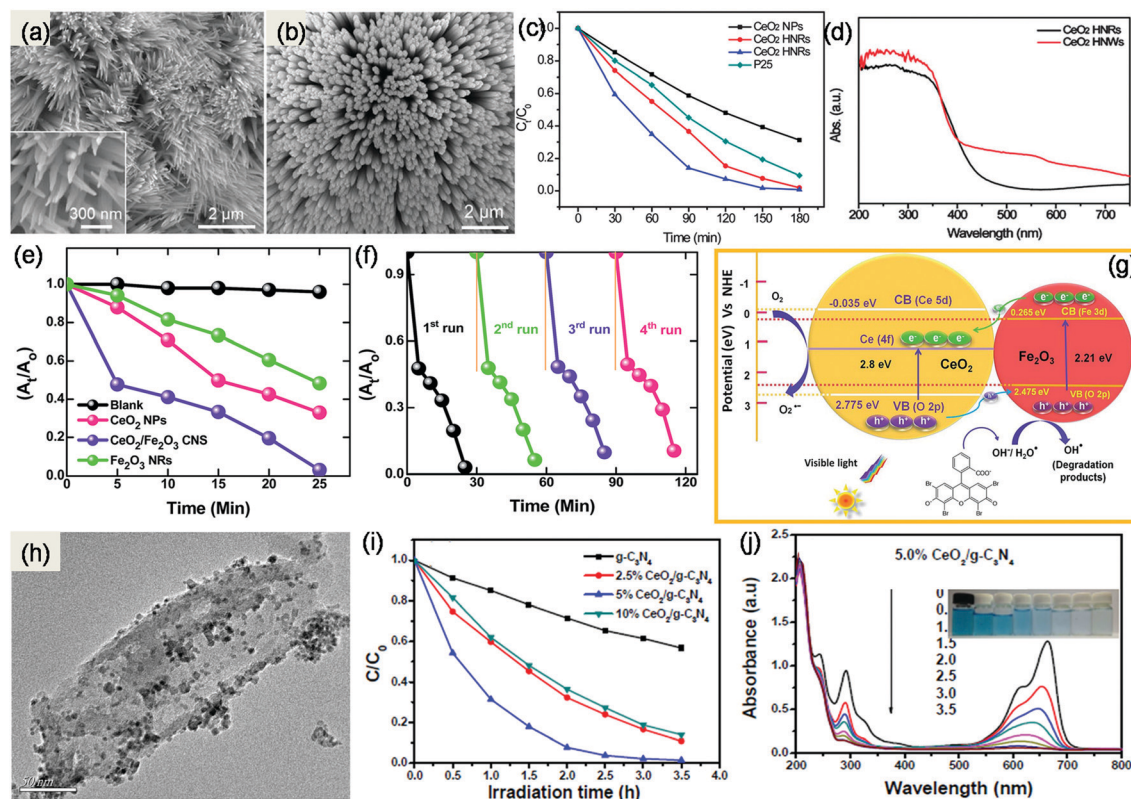 (a)
300 nm
2 μm
(b)
2 μm
(c)
CeO2 NPs
CeO2 HNRs
CeO2 HNRs
P25
Ct/C0
1.0
0.8
0.6
0.4
0.2
0.0
0 30 60 90 120 150 180
Time (min)
(d)
CeO2 HNRs
CeO2 HNWs
Abs. (a.u.)
200 300 400 500 600 700
Wavelength (nm)
(e)
(At/Ao)
1.0
0.8
0.6
0.4
0.2
0.0
Blank
CeO2 NPs
CeO2/Fe2O3 CNS
Fe2O3 NRs
0 5 10 15 20 25
Time (Min)
(f)
(At/Ao)
0.9
0.6
0.3
0.0
1st run
2nd run
3rd run
4th run
0 30 60 90 120
Time (Min)
(g)
Potential (eV) Vs NHE
-1
0
1
2
3
O2
O2•−
-0.035 eV CB (Ce 5d)
e- e- e-
Ce (4f)
2.8 eV
CeO2
2.775 eV
VB (O 2p)
h+ h+ h+
e-
e- e- e-
0.265 eV
CB (Fe 3d)
Fe2O3
2.21 eV
2.475 eV
VB (O 2p)
h+
h+ h+ h+
Visible light
COO-
Br
Br
O
O
O-
Br
Br
OH-/ H2O•
OH•
(Degradation
products)
(h)
50 nm
(i)
g-C3N4
2.5% CeO2/g-C3N4
5% CeO2/g-C3N4
10% CeO2/g-C3N4
C/C0
1.0
0.8
0.6
0.4
0.2
0.0
0.0 0.5 1.0 1.5 2.0 2.5 3.0 3.5 4.0
Irradiation time (h)
(j)
5.0% CeO2/g-C3N4
Absorbance (a.u)
2.5
2.0
1.5
1.0
0.5
0.0
0
0.
1.
1.5
2.0
2.5
3.0
3.5
200 300 400 500 600 700 800
Wavelength (nm)